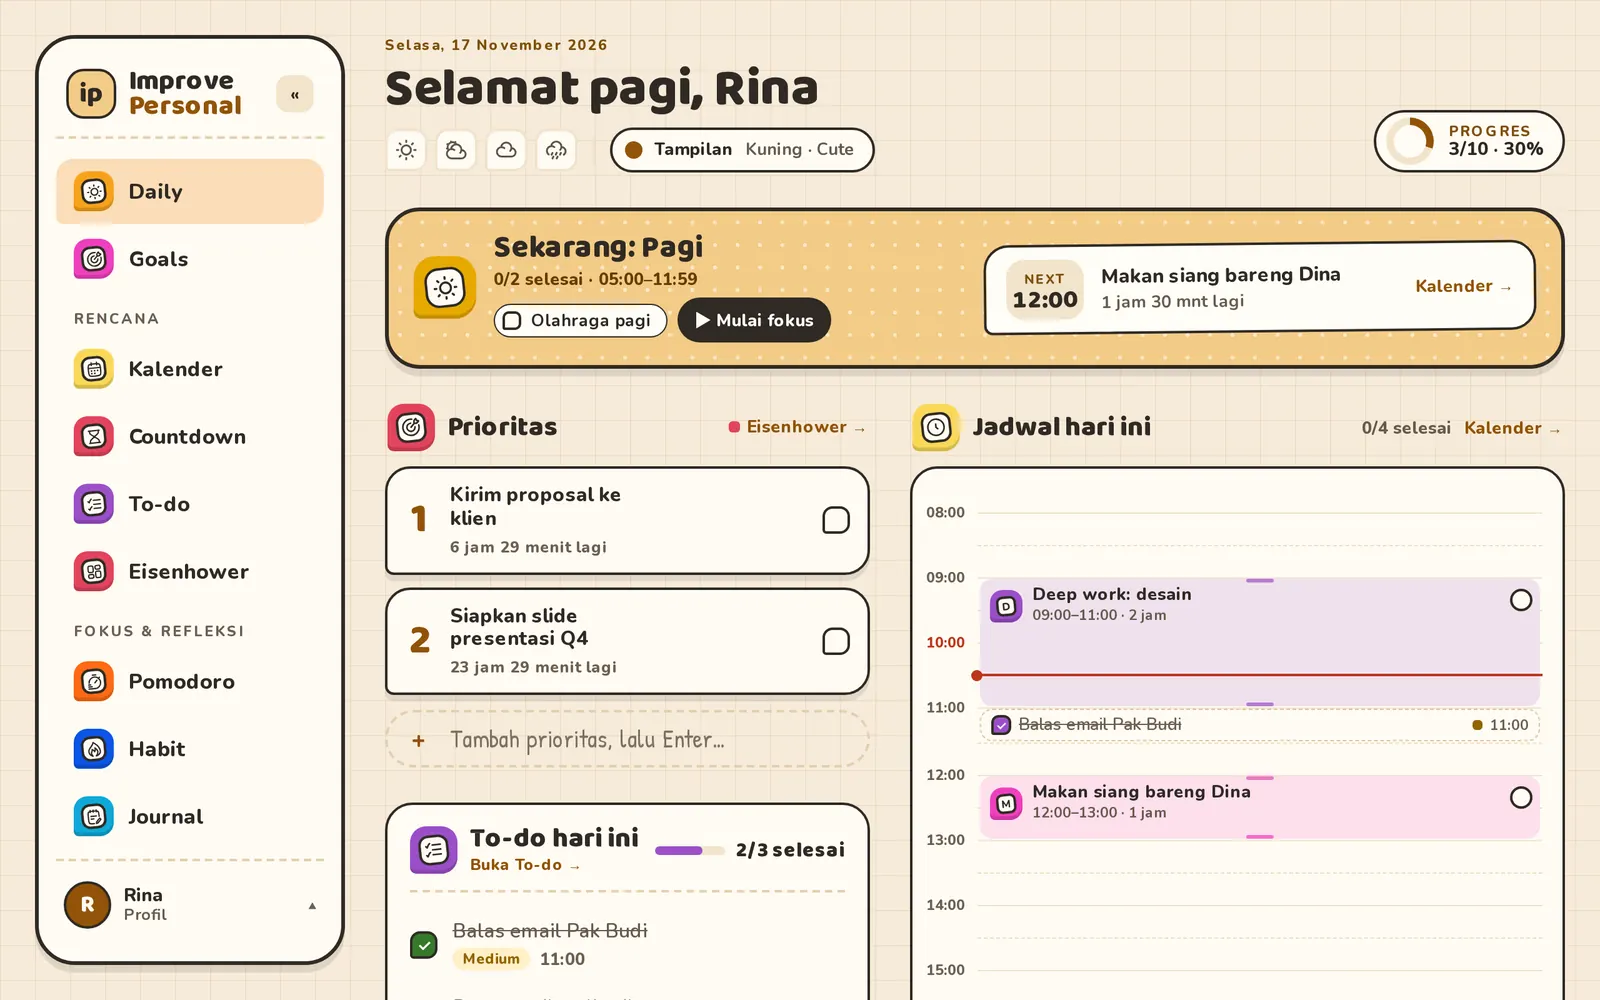 ip
Improve
Personal
«
Daily
Goals
RENCANA
Kalender
Countdown
To-do
Eisenhower
FOKUS & REFLEKSI
Pomodoro
Habit
Journal
R
Rina
Profil
▲
Selasa, 17 November 2026
Selamat pagi, Rina
Tampilan Kuning · Cute
PROGRES
3/10 · 30%
Sekarang: Pagi
0/2 selesai · 05:00–11:59
Olahraga pagi
▶ Mulai fokus
NEXT
12:00
Makan siang bareng Dina
1 jam 30 mnt lagi
Kalender →
Prioritas
Eisenhower →
1
Kirim proposal ke
klien
6 jam 29 menit lagi
2
Siapkan slide
presentasi Q4
23 jam 29 menit lagi
+ Tambah prioritas, lalu Enter...
To-do hari ini
Buka To-do →
2/3 selesai
Balas email Pak Budi
Medium 11:00
Jadwal hari ini
0/4 selesai Kalender →
08:00
09:00
D
Deep work: desain
09:00–11:00 · 2 jam
10:00
11:00
Balas email Pak Budi
11:00
12:00
M
Makan siang bareng Dina
12:00–13:00 · 1 jam
13:00
14:00
15:00